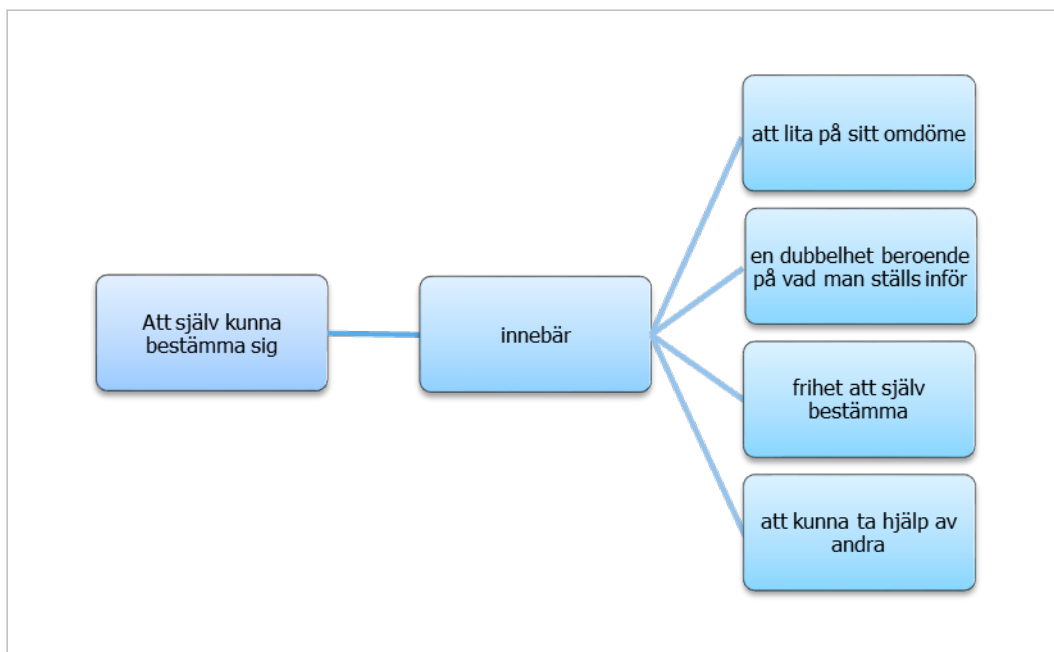 att lita på sitt omdöme
en dubbelhet beroende
på vad man ställs inför
Att själv kunna
bestämma sig
innebär
frihet att själv
bestämma
att kunna ta hjälp av
andra